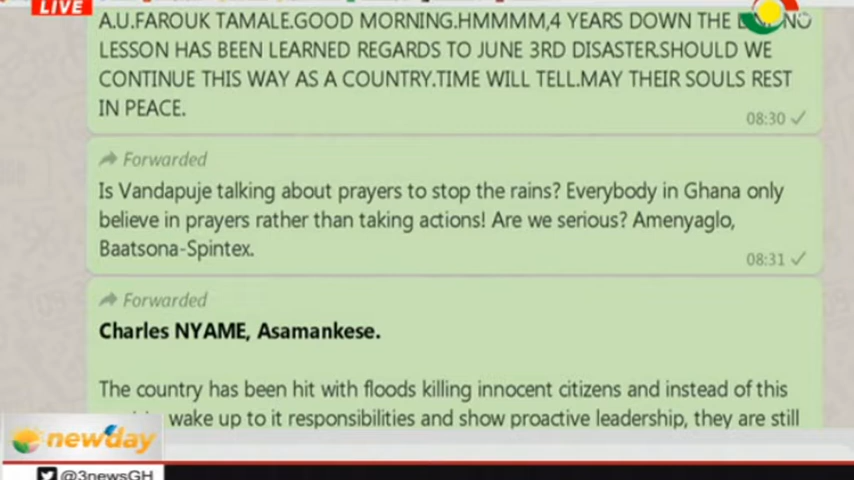 LIVE
A.U.FAROUK TAMALE.GOOD MORNING.HMMMM,4 YEARS DOWN THE NO
LESSON HAS BEEN LEARNED REGARDS TO JUNE 3RD DISASTER.SHOULD WE
CONTINUE THIS WAY AS A COUNTRY.TIME WILL TELL.MAY THEIR SOULS REST
IN PEACE.
08:30
Forwarded
Is Vandapuje talking about prayers to stop the rains? Everybody in Ghana only
believe in prayers rather than taking actions! Are we serious? Amenyaglo,
Baatsona-Spintex.
08:31
Forwarded
Charles NYAME, Asamankese.
The country has been hit with floods killing innocent citizens and instead of this
wake up to it responsibilities and show proactive leadership, they are still
newday
@3newsGH